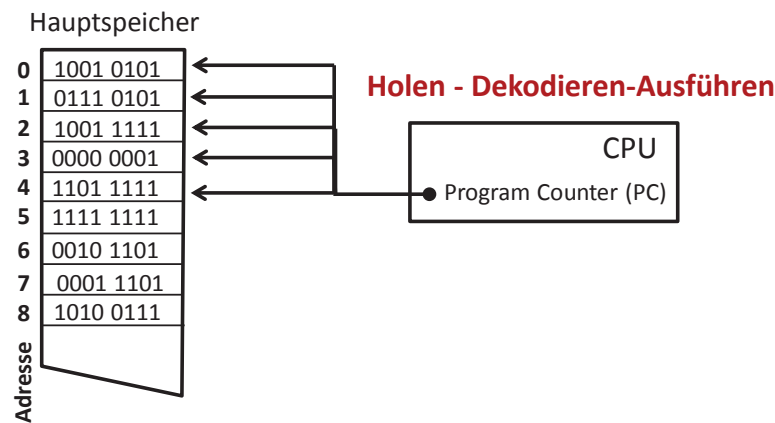 Hauptspeicher
0 1001 0101
1 0111 0101
2 1001 1111
3 0000 0001
4 1101 1111
5 1111 1111
6 0010 1101
7 0001 1101
8 1010 0111
Adresse
Holen - Dekodieren-Ausführen
CPU
Program Counter (PC)